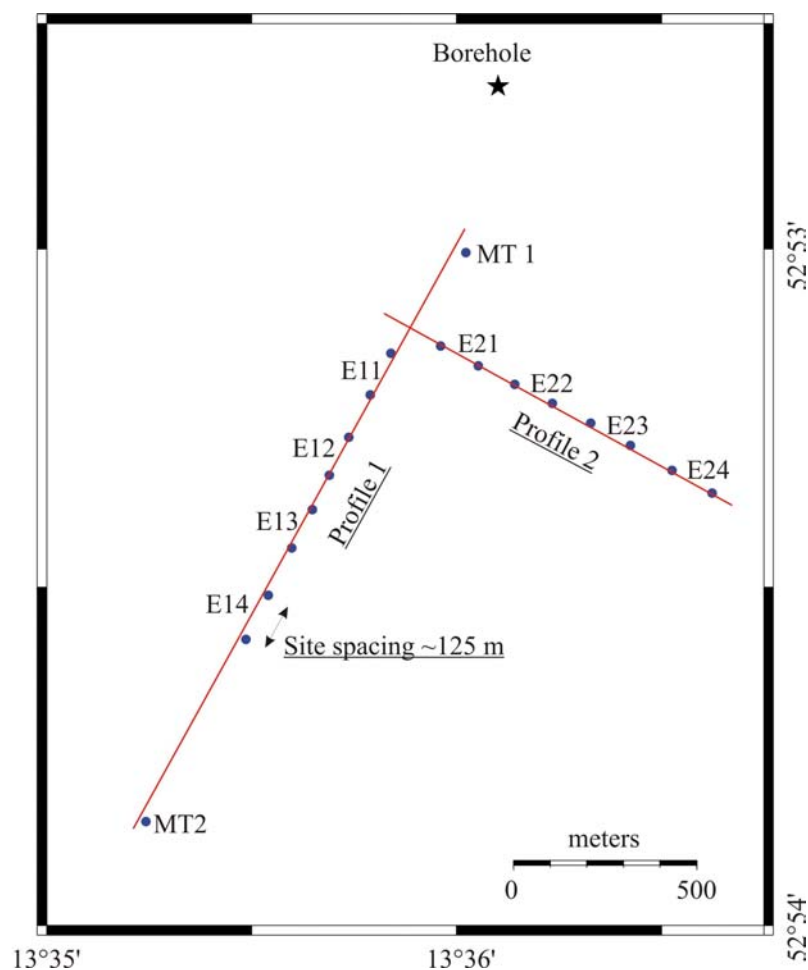 Borehole
MT 1
52°53'
E21
E11
E22
E23
Profile 2
E12
E24
Profile 1
E13
E14
Site spacing ~125 m
MT2
meters
0 500
52°54'
13°35' 13°36'